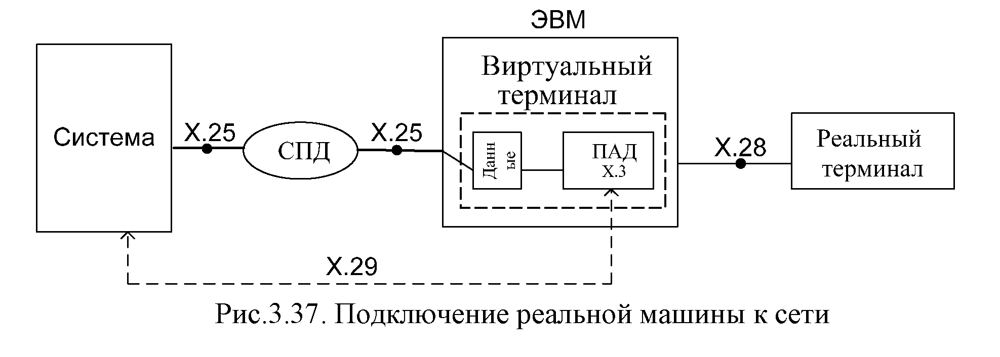 ЭВМ
Виртуальный
терминал
Система
X.25
СПД
X.25
Данн
ые
ПАД
X.3
X.28
Реальный
терминал
X.29
Рис.3.37. Подключение реальной машины к сети